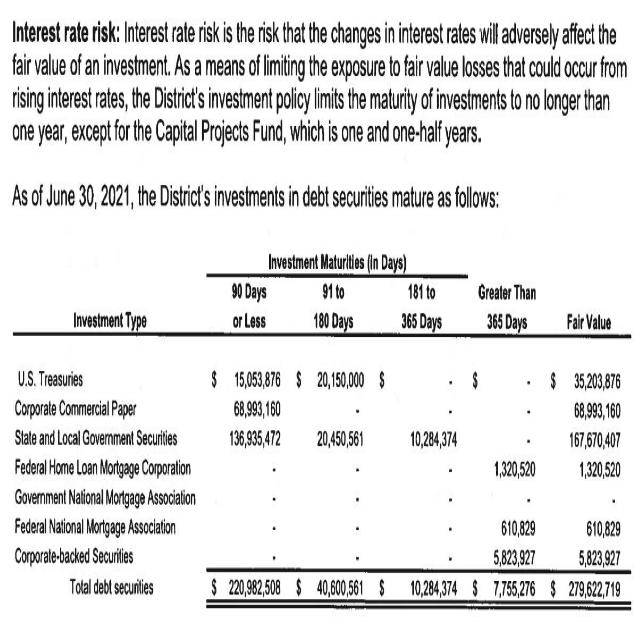 Interest rate risk: Interest rate risk is the risk that the changes in interest rates will adversely affect the
fair value of an investment. As a means of limiting the exposure to fair value losses that could occur from
rising interest rates, the District's investment policy limits the maturity of investments to no longer than
one year, except for the Capital Projects Fund, which is one and one-half years.
As of June 30, 2021, the District's investments in debt securities mature as follows:
Investment Maturities (in Days)
90 Days 91 to 181 to Greater Than
Investment Type or Less 180 Days 365 Days 365 Days Fair Value
U.S. Treasuries $ 15,053,876 $ 20,150,000 $ - $ - $ 35,203,876
Corporate Commercial Paper 68,993,160 - - - 68,993,160
State and Local Government Securities 136,935,472 20,450,561 10,284,374 - 167,670,407
Federal Home Loan Mortgage Corporation - - - 1,320,520 1,320,520
Government National Mortgage Association - - - - -
Federal National Mortgage Association - - - 610,829 610,829
Corporate-backed Securities - - - 5,823,927 5,823,927
Total debt securities $ 220,982,508 $ 40,600,561 $ 10,284,374 $ 7,755,276 $ 279,622,719